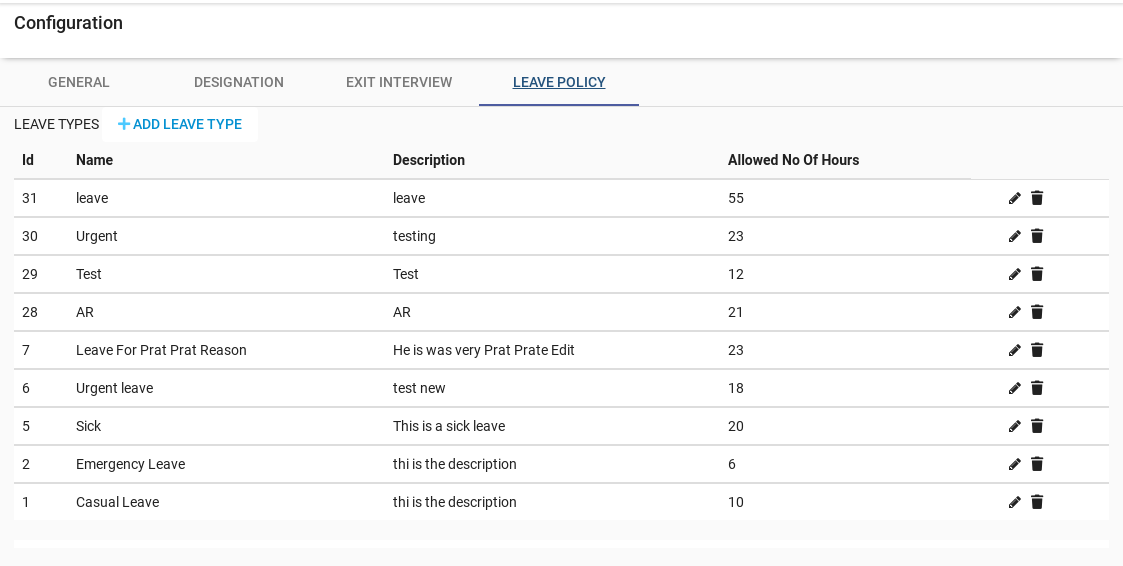 Configuration
GENERAL DESIGNATION EXIT INTERVIEW LEAVE POLICY
LEAVE TYPES ADD LEAVE TYPE
Id Name Description Allowed No Of Hours
31 leave leave 55
30 Urgent testing 23
29 Test Test 12
28 AR AR 21
7 Leave For Prat Prat Reason He is was very Prat Prate Edit 23
6 Urgent leave test new 18
5 Sick This is a sick leave 20
2 Emergency Leave thi is the description 6
1 Casual Leave thi is the description 10